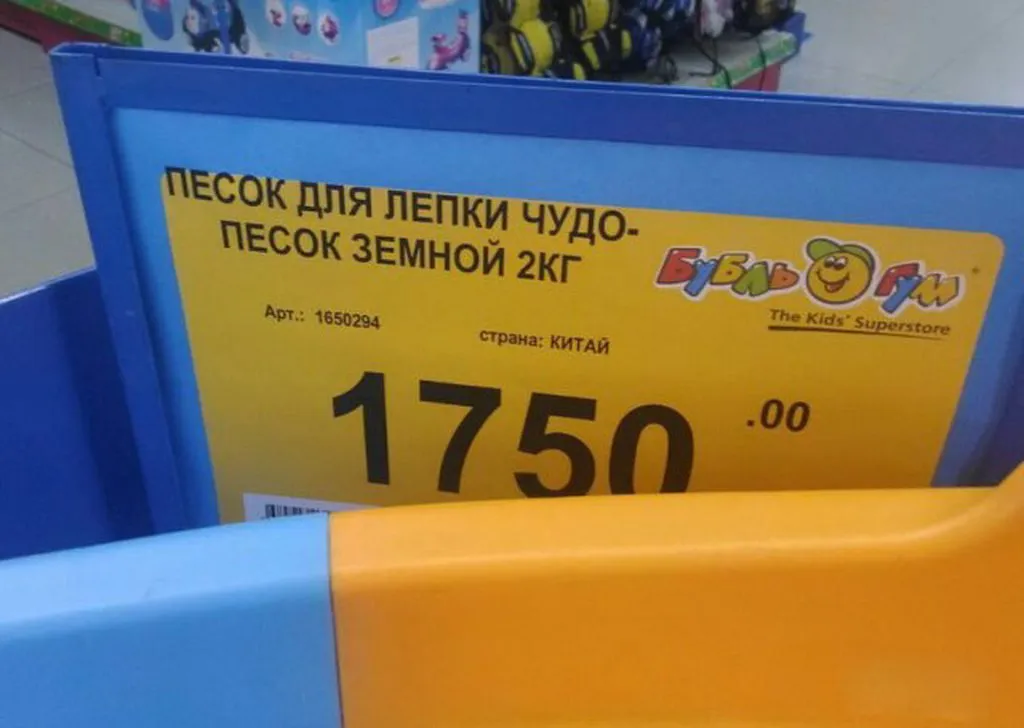 ПЕСОК ДЛЯ ЛЕПКИ ЧУДО-
ПЕСОК ЗЕМНОЙ 2КГ
Бубль Гум
The Kids' Superstore
Арт.: 1650294
страна: КИТАЙ
1750.00